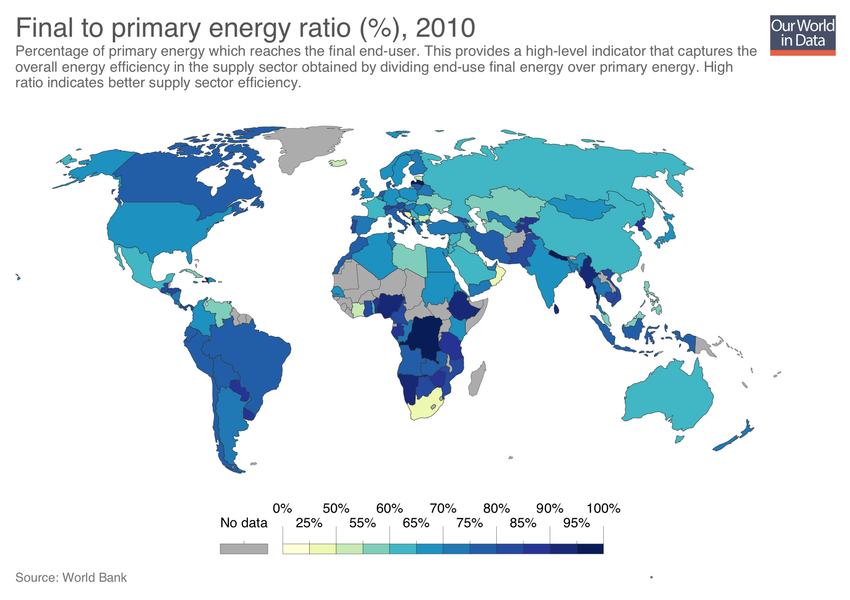 Final to primary energy ratio (%), 2010
Our World
in Data
Percentage of primary energy which reaches the final end-user. This provides a high-level indicator that captures the
overall energy efficiency in the supply sector obtained by dividing end-use final energy over primary energy. High
ratio indicates better supply sector efficiency.
0% 50% 60% 70% 80% 90% 100%
No data 25% 55% 65% 75% 85% 95%
Source: World Bank